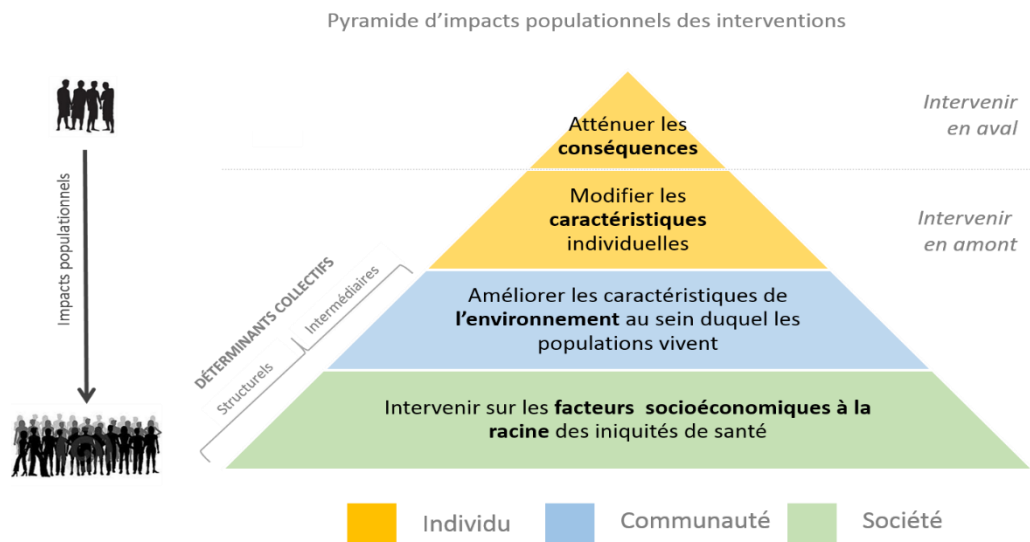 Pyramide d'impacts populationnels des interventions
Intervenir
en aval
Atténuer les
conséquences
Impacts populationnels
Modifier les
caractéristiques
individuelles
Intervenir
en amont
DÉTERMINANTS COLLECTIFS
Intermédiaires
Structurels
Améliorer les caractéristiques de
l'environnement au sein duquel les
populations vivent
Intervenir sur les facteurs socioéconomiques à la
racine des iniquités de santé
Individu
Communauté
Société